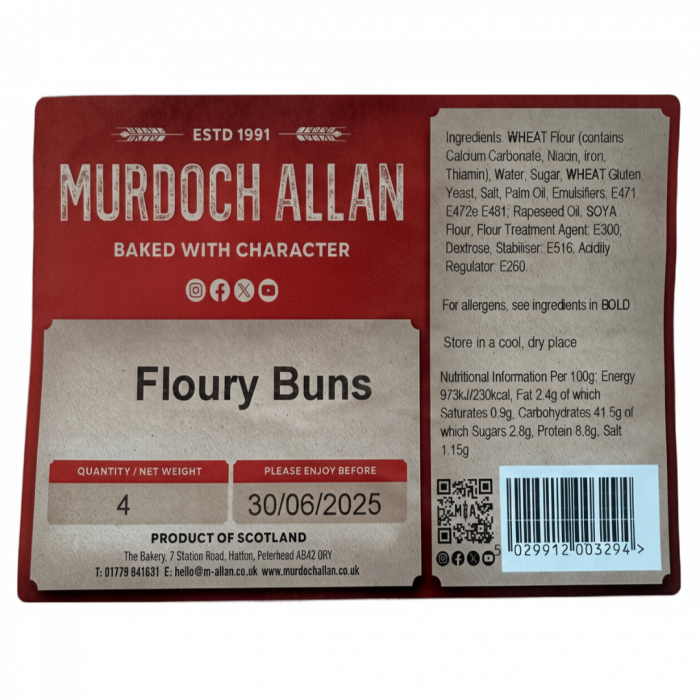 ESTD 1991
MURDOCH ALLAN
BAKED WITH CHARACTER
Floury Buns
QUANTITY / NET WEIGHT
4
PLEASE ENJOY BEFORE
30/06/2025
PRODUCT OF SCOTLAND
The Bakery, 7 Station Road, Hatton, Peterhead AB42 0RY
T: 01779 841631 E: hello@m-allan.co.uk www.murdochallan.co.uk
Ingredients: WHEAT Flour (contains
Calcium Carbonate, Niacin, iron,
Thiamin), Water, Sugar, WHEAT Gluten
Yeast, Salt, Palm Oil, Emulsifiers, E471
E472e E481, Rapeseed Oil, SOYA
Flour, Flour Treatment Agent: E300,
Dextrose, Stabiliser: E516, Acidily
Regulator: E260.
For allergens, see ingredients in BOLD
Store in a cool, dry place
Nutritional Information Per 100g: Energy
973kJ/230kcal, Fat 2.4g of which
Saturates 0.9g, Carbohydrates 41.5g of
which Sugars 2.8g, Protein 8.8g, Salt
1.15g
M A
5 029912 003294 >